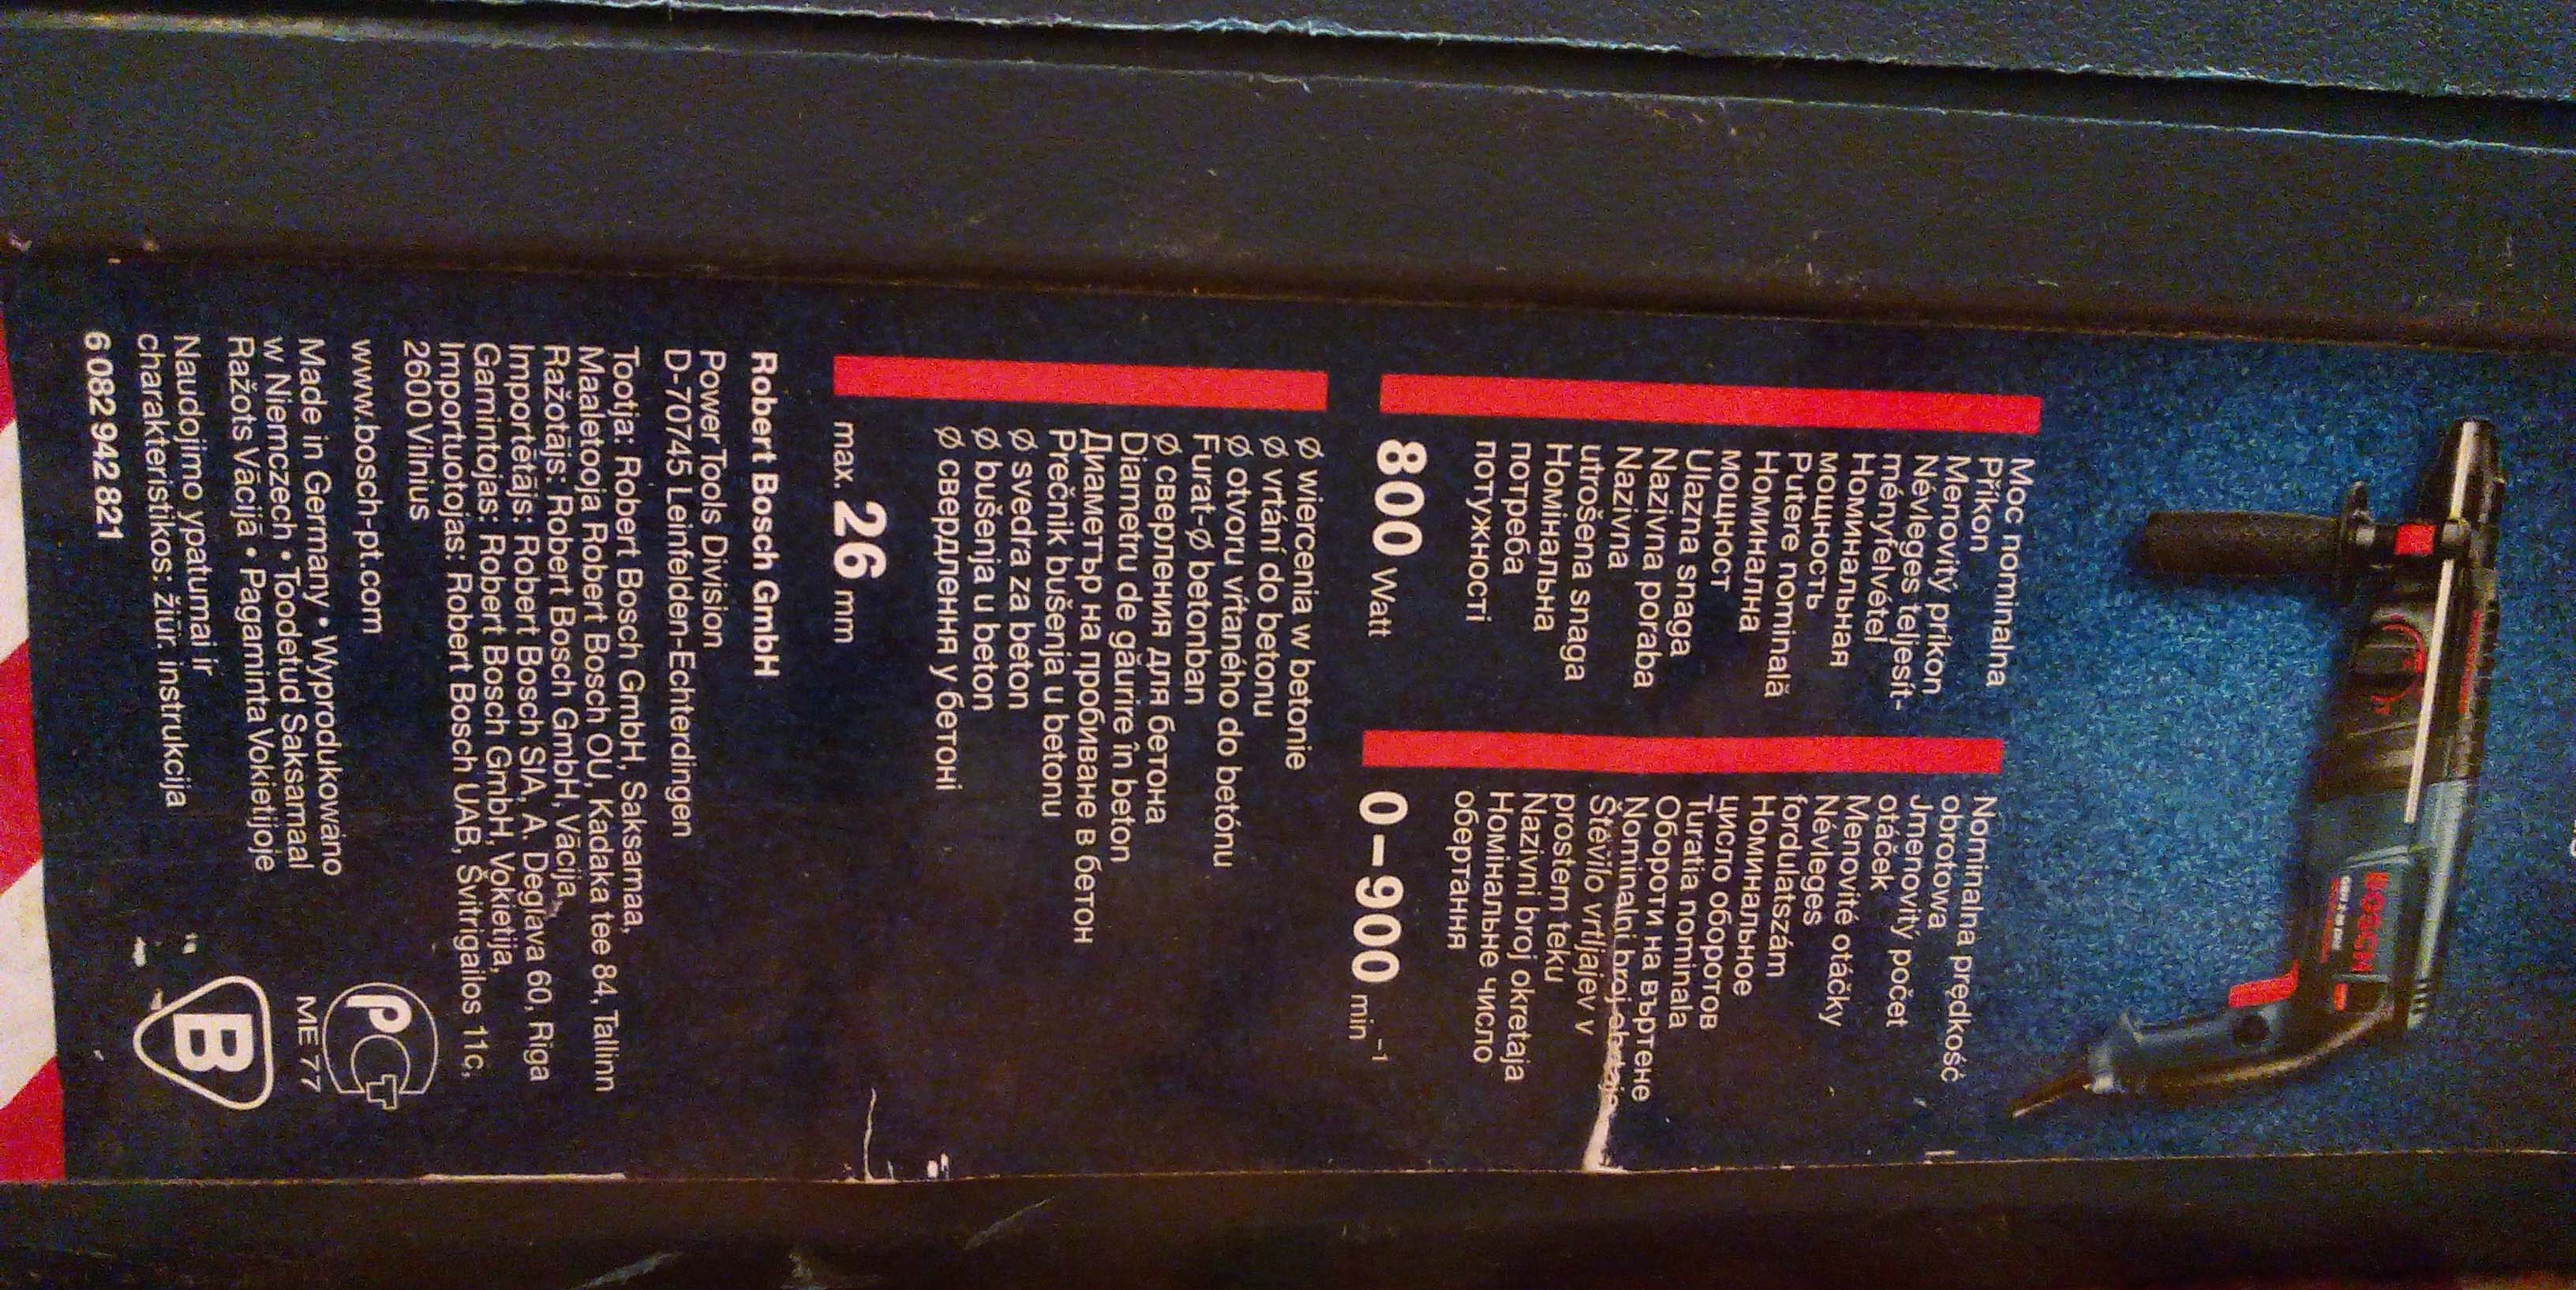 BOSCH
Moc nominalna
Příkon
Menovitý príkon
Névleges teljesít-
ményfelvétel
Номинальная
мощность
Putere nominală
Номинална
мощност
Ulazna snaga
Nazivna poraba
Nazivna
utrošena snaga
Номінальна
потреба
потужності
800 Watt
Nominalna prędkość
obrotowa
Jmenovitý počet
otáček
Menovité otáčky
Névleges
fordulatszám
Номинальное
число оборотов
Turatia nominala
Обороти на въртене
Nominalni broj obrtaja
Število vrtljajev v
prostem teku
Nazivni broj okretaja
Номінальне число
обертання
0–900 min⁻¹
Ø wiercenia w betonie
Ø vrtání do betonu
Ø otvoru vŕtaného do betónu
Furat-Ø betonban
Ø сверления для бетона
Diametru de găurire în beton
Диаметър на пробиване в бетон
Prečnik bušenja u betonu
Ø svedra za beton
Ø bušenja u beton
Ø свердлення у бетоні
max. 26 mm
Robert Bosch GmbH
Power Tools Division
D-70745 Leinfelden-Echterdingen
Tootja: Robert Bosch GmbH, Saksamaa,
Maaletooja Robert Bosch OU, Kadaka tee 84, Tallinn
Ražotājs: Robert Bosch GmbH, Vācija,
Importētājs: Robert Bosch SIA, A. Deglava 60, Riga
Gamintojas: Robert Bosch GmbH, Vokietija,
Importuotojas: Robert Bosch UAB, Švitrigailos 11c,
2600 Vilnius
www.bosch-pt.com
Made in Germany • Wyprodukowano
w Niemczech • Toodetud Saksamaal
Ražots Vācijā • Pagaminta Vokietijoje
Naudojimo ypatumai ir
charakteristikos: žiūr. instrukcija
6 082 942 821
PCT
ME 77
B